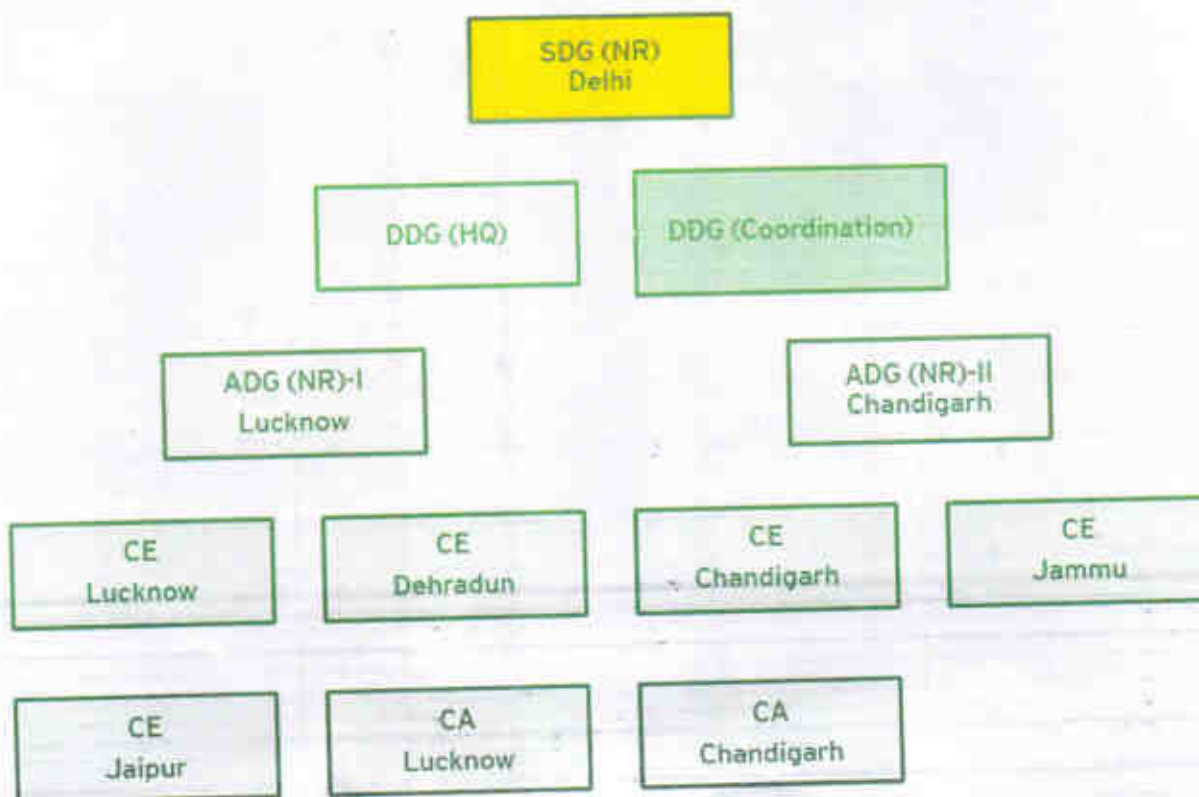 SDG (NR)
Delhi
DDG (HQ)
DDG (Coordination)
ADG (NR)-I
Lucknow
ADG (NR)-II
Chandigarh
CE
Lucknow
CE
Dehradun
CE
Chandigarh
CE
Jammu
CE
Jaipur
CA
Lucknow
CA
Chandigarh